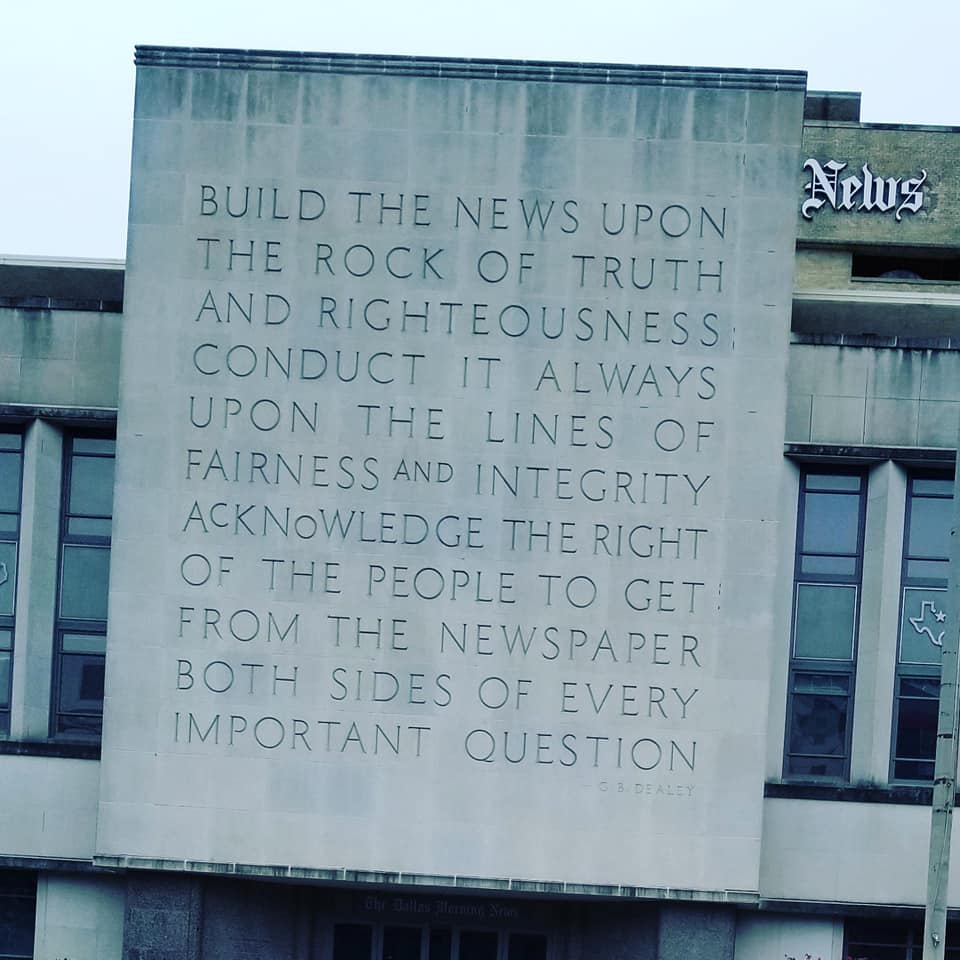 BUILD THE NEWS UPON
THE ROCK OF TRUTH
AND RIGHTEOUSNESS
CONDUCT IT ALWAYS
UPON THE LINES OF
FAIRNESS AND INTEGRITY
ACKNOWLEDGE THE RIGHT
OF THE PEOPLE TO GET
FROM THE NEWSPAPER
BOTH SIDES OF EVERY
IMPORTANT QUESTION
— G. B. DEALEY
News
The Dallas Morning News